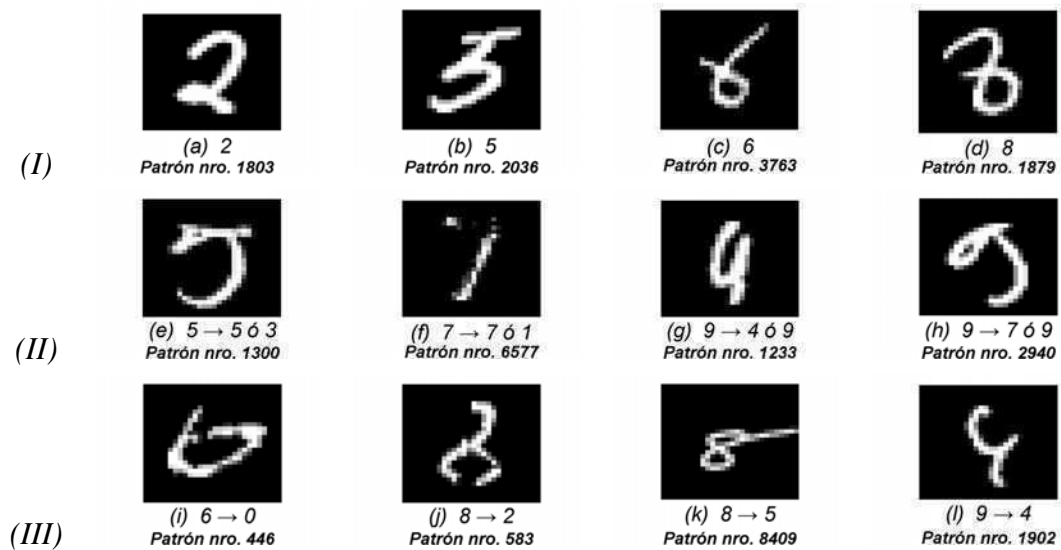 (I)
(a) 2
Patrón nro. 1803
(b) 5
Patrón nro. 2036
(c) 6
Patrón nro. 3763
(d) 8
Patrón nro. 1879
(II)
(e) 5 → 5 ó 3
Patrón nro. 1300
(f) 7 → 7 ó 1
Patrón nro. 6577
(g) 9 → 4 ó 9
Patrón nro. 1233
(h) 9 → 7 ó 9
Patrón nro. 2940
(III)
(i) 6 → 0
Patrón nro. 446
(j) 8 → 2
Patrón nro. 583
(k) 8 → 5
Patrón nro. 8409
(l) 9 → 4
Patrón nro. 1902